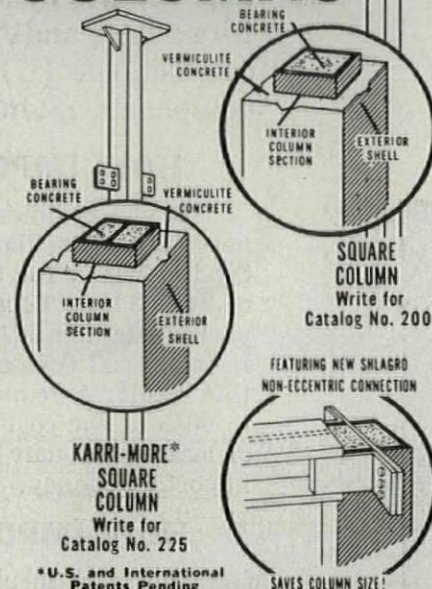 COLUMNS
BEARING
CONCRETE
VERMICULITE
CONCRETE
INTERIOR
COLUMN
SECTION
EXTERIOR
SHELL
SQUARE
COLUMN
Write for
Catalog No. 200
BEARING
CONCRETE
VERMICULITE
CONCRETE
INTERIOR
COLUMN
SECTION
EXTERIOR
SHELL
KARRI-MORE*
SQUARE
COLUMN
Write for
Catalog No. 225
*U.S. and International
Patents Pending
FEATURING NEW SHLAGRO
NON-ECCENTRIC CONNECTION
SAVES COLUMN SIZE!